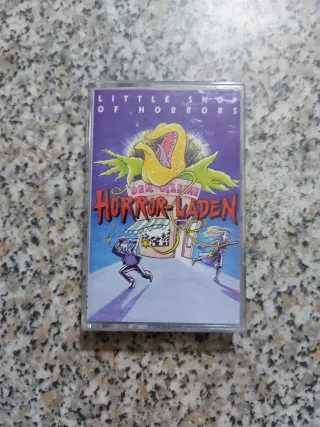 LITTLE SHOP
OF HORRORS
DER KLEINE
HORROR-LADEN